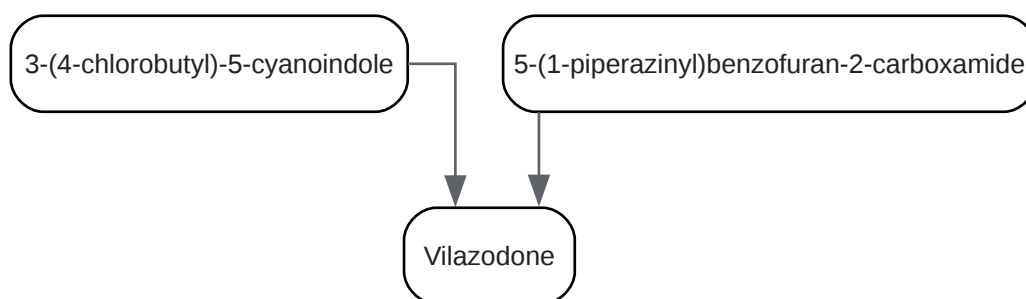 3-(4-chlorobutyl)-5-cyanoindole
5-(1-piperazinyl)benzofuran-2-carboxamide
Vilazodone